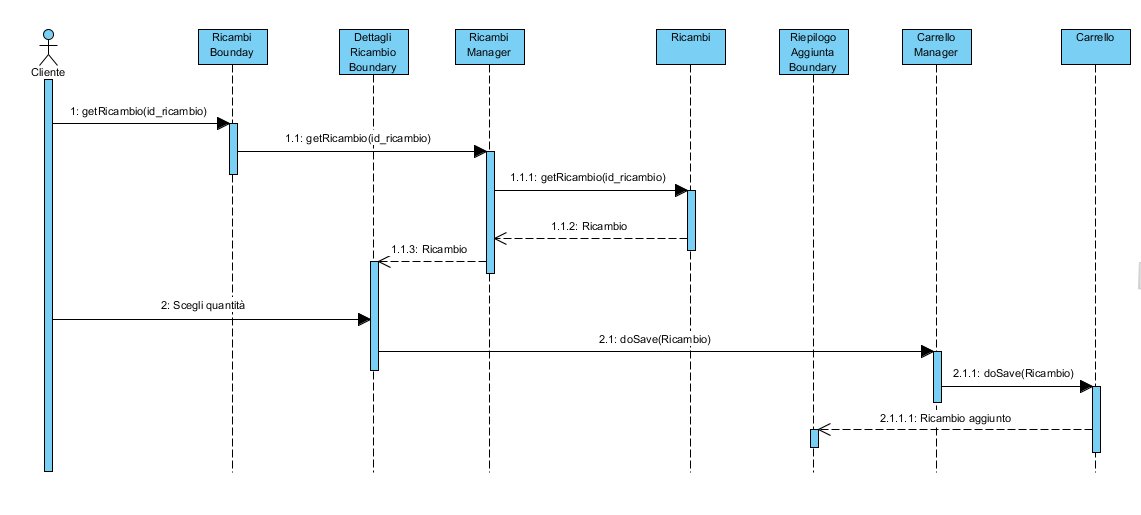 Cliente
Ricambi
Bounday
Dettagli
Ricambio
Boundary
Ricambi
Manager
Ricambi
Riepilogo
Aggiunta
Boundary
Carrello
Manager
Carrello
1: getRicambio(id_ricambio)
1.1: getRicambio(id_ricambio)
1.1.1: getRicambio(id_ricambio)
1.1.2: Ricambio
1.1.3: Ricambio
2: Scegli quantità
2.1: doSave(Ricambio)
2.1.1: doSave(Ricambio)
2.1.1.1: Ricambio aggiunto